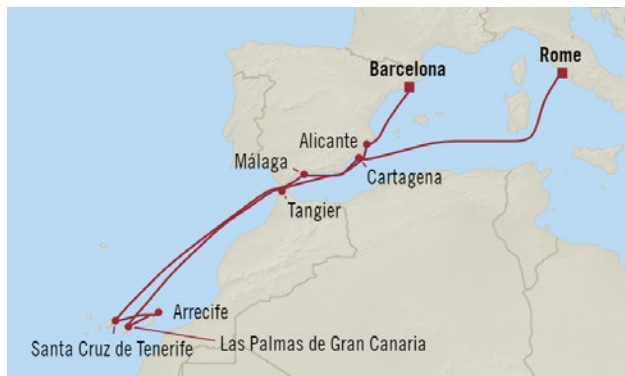 Rome
Barcelona
Alicante
Málaga
Cartagena
Tangier
Arrecife
Santa Cruz de Tenerife
Las Palmas de Gran Canaria